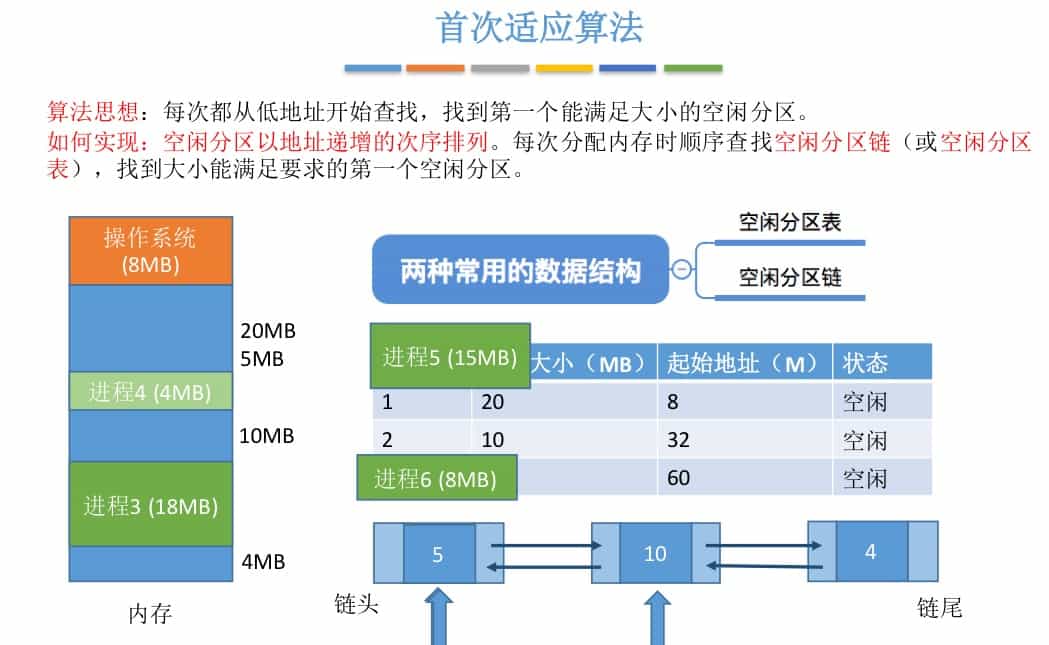 首次适应算法
算法思想：每次都从低地址开始查找，找到第一个能满足大小的空闲分区。
如何实现：空闲分区以地址递增的次序排列。每次分配内存时顺序查找空闲分区链（或空闲分区
表），找到大小能满足要求的第一个空闲分区。
操作系统
(8MB)
20MB
5MB
进程4 (4MB)
10MB
进程3 (18MB)
4MB
内存
两种常用的数据结构
空闲分区表
空闲分区链
进程5 (15MB)
大小（MB） 起始地址（M） 状态
1 20 8 空闲
2 10 32 空闲
进程6 (8MB)
60 空闲
5 10 4
链头
链尾